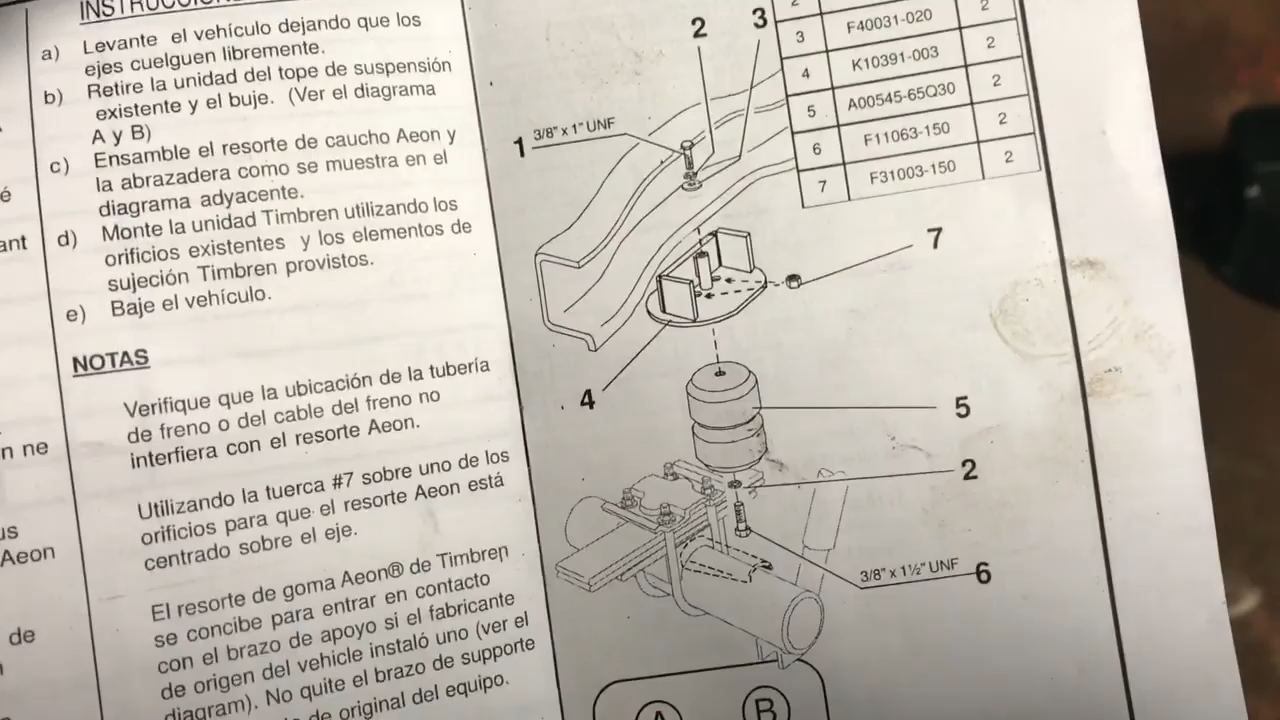 INSTRUCCIONES
a) Levante el vehículo dejando que los
ejes cuelguen libremente.
b) Retire la unidad del tope de suspensión
existente y el buje. (Ver el diagrama
A y B)
c) Ensamble el resorte de caucho Aeon y
la abrazadera como se muestra en el
diagrama adyacente.
d) Monte la unidad Timbren utilizando los
orificios existentes y los elementos de
sujeción Timbren provistos.
e) Baje el vehículo.
NOTAS
Verifique que la ubicación de la tubería
de freno o del cable del freno no
interfiera con el resorte Aeon.
Utilizando la tuerca #7 sobre uno de los
orificios para que el resorte Aeon está
centrado sobre el eje.
El resorte de goma Aeon® de Timbren
se concibe para entrar en contacto
con el brazo de apoyo si el fabricante
de origen del vehicle instaló uno (ver el
diagram). No quite el brazo de supporte
de original del equipo.
é
ant
n ne
us
Aeon
de
2 2
3 F40031-020 2
4 K10391-003 2
5 A00545-65Q30 2
6 F11063-150 2
7 F31003-150 2
2
3
1 3/8" x 1" UNF
7
4
5
2
3/8" x 1½" UNF 6
A B